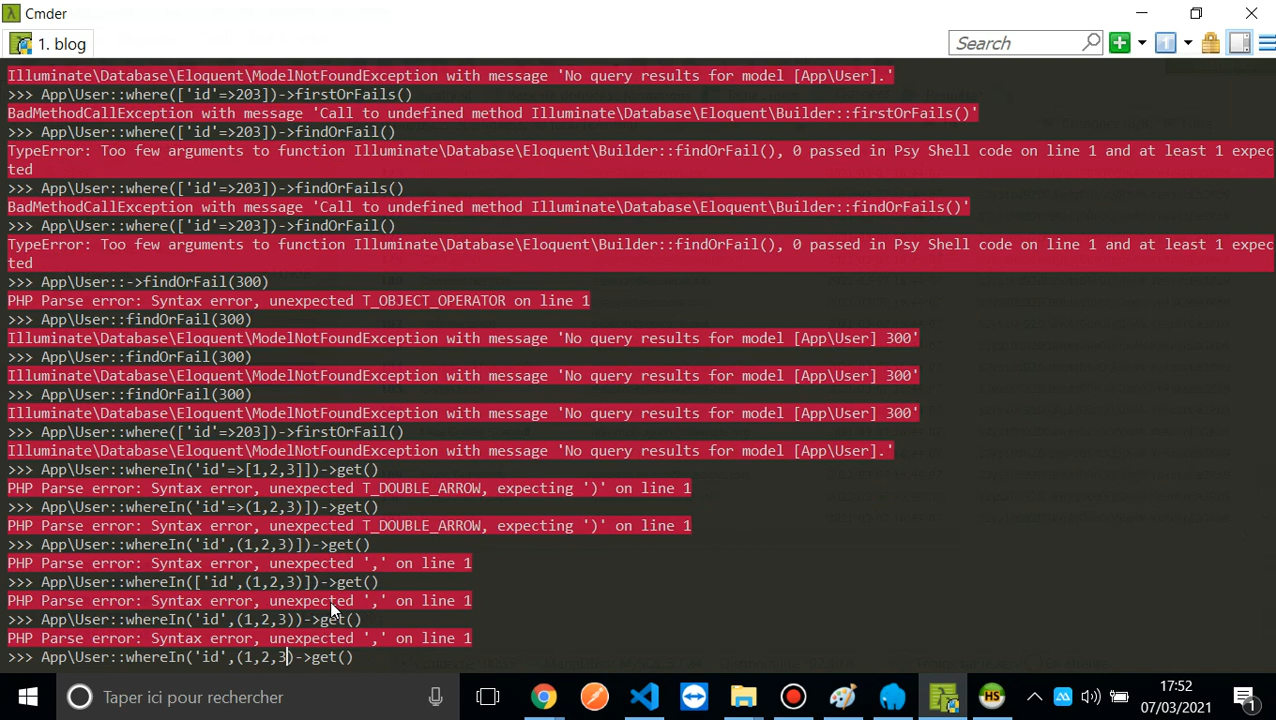 Cmder
1. blog
Search
Illuminate\Database\Eloquent\ModelNotFoundException with message 'No query results for model [App\User].'
>>> App\User::where(['id'=>203])->firstOrFails()
BadMethodCallException with message 'Call to undefined method Illuminate\Database\Eloquent\Builder::firstOrFails()'
>>> App\User::where(['id'=>203])->findOrFail()
TypeError: Too few arguments to function Illuminate\Database\Eloquent\Builder::findOrFail(), 0 passed in Psy Shell code on line 1 and at least 1 expec
ted
>>> App\User::where(['id'=>203])->findOrFails()
BadMethodCallException with message 'Call to undefined method Illuminate\Database\Eloquent\Builder::findOrFails()'
>>> App\User::where(['id'=>203])->findOrFail()
TypeError: Too few arguments to function Illuminate\Database\Eloquent\Builder::findOrFail(), 0 passed in Psy Shell code on line 1 and at least 1 expec
ted
>>> App\User::->findOrFail(300)
PHP Parse error: Syntax error, unexpected T_OBJECT_OPERATOR on line 1
>>> App\User::findOrFail(300)
Illuminate\Database\Eloquent\ModelNotFoundException with message 'No query results for model [App\User] 300'
>>> App\User::findOrFail(300)
Illuminate\Database\Eloquent\ModelNotFoundException with message 'No query results for model [App\User] 300'
>>> App\User::findOrFail(300)
Illuminate\Database\Eloquent\ModelNotFoundException with message 'No query results for model [App\User] 300'
>>> App\User::where(['id'=>203])->firstOrFail()
Illuminate\Database\Eloquent\ModelNotFoundException with message 'No query results for model [App\User].'
>>> App\User::whereIn('id'=>[1,2,3]])->get()
PHP Parse error: Syntax error, unexpected T_DOUBLE_ARROW, expecting ')' on line 1
>>> App\User::whereIn('id'=>(1,2,3)])->get()
PHP Parse error: Syntax error, unexpected T_DOUBLE_ARROW, expecting ')' on line 1
>>> App\User::whereIn('id',(1,2,3)])->get()
PHP Parse error: Syntax error, unexpected ',' on line 1
>>> App\User::whereIn(['id',(1,2,3)])->get()
PHP Parse error: Syntax error, unexpected ',' on line 1
>>> App\User::whereIn('id',(1,2,3))->get()
PHP Parse error: Syntax error, unexpected ',' on line 1
>>> App\User::whereIn('id',(1,2,3)->get()
Taper ici pour rechercher
HS
17:52
07/03/2021
1